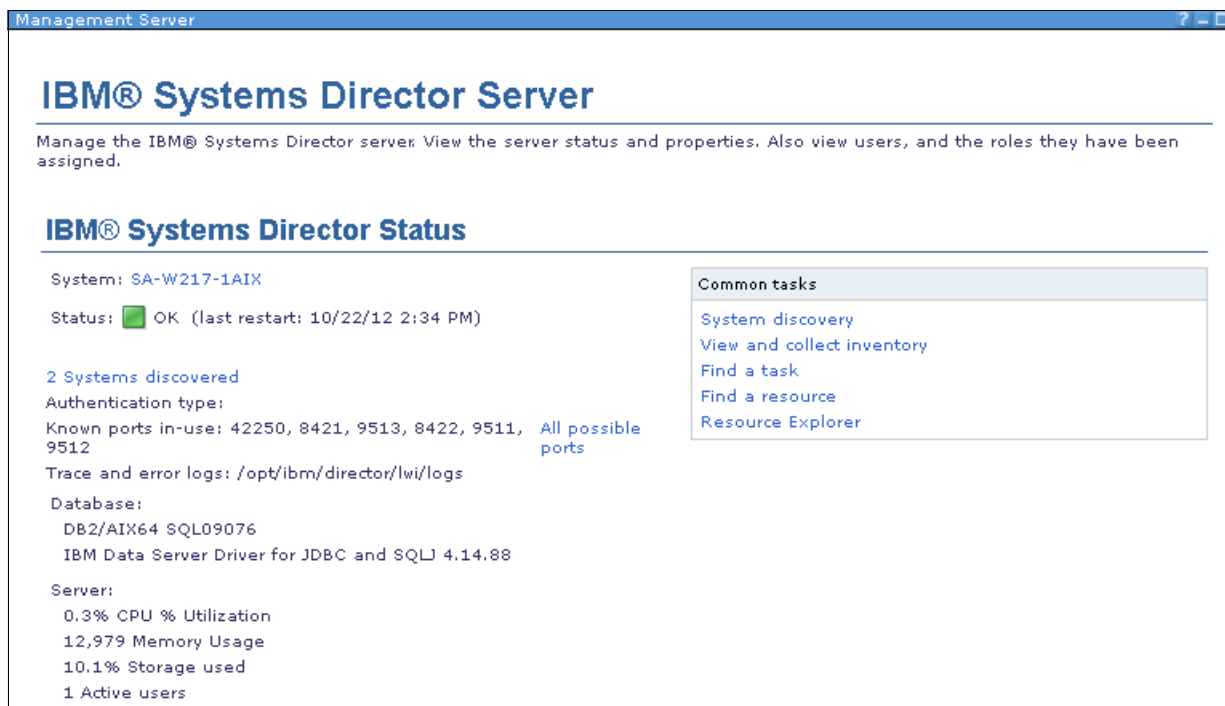 Management Server
?
IBM® Systems Director Server
Manage the IBM® Systems Director server. View the server status and properties. Also view users, and the roles they have been
assigned.
IBM® Systems Director Status
System: SA-W217-1AIX
Status: OK (last restart: 10/22/12 2:34 PM)
2 Systems discovered
Authentication type:
Known ports in-use: 42250, 8421, 9513, 8422, 9511,
9512
All possible
ports
Trace and error logs: /opt/ibm/director/lwi/logs
Database:
DB2/AIX64 SQL09076
IBM Data Server Driver for JDBC and SQLJ 4.14.88
Server:
0.3% CPU % Utilization
12,979 Memory Usage
10.1% Storage used
1 Active users
Common tasks
System discovery
View and collect inventory
Find a task
Find a resource
Resource Explorer